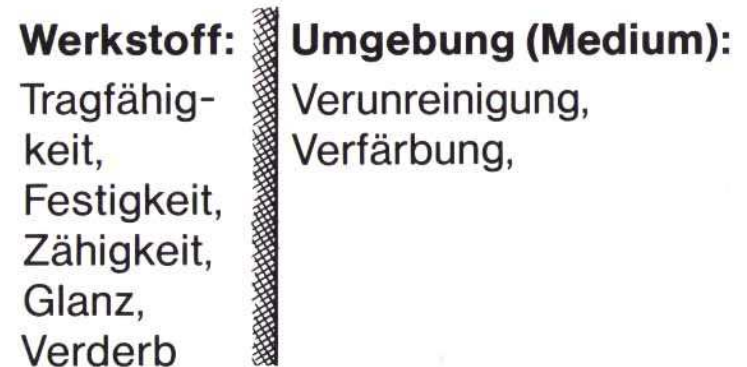 Werkstoff:
Tragfähig-
keit,
Festigkeit,
Zähigkeit,
Glanz,
Verderb
Umgebung (Medium):
Verunreinigung,
Verfärbung,